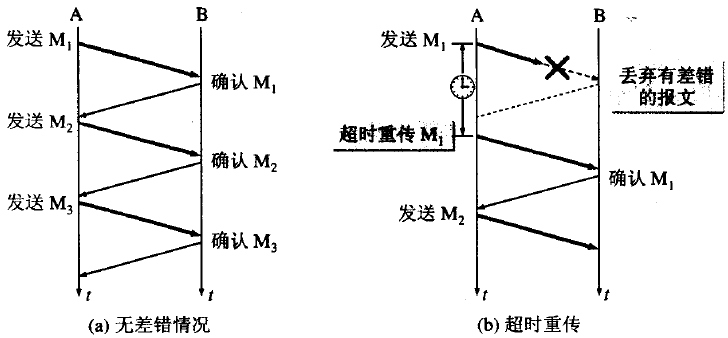 A
B
发送 M1
确认 M1
发送 M2
确认 M2
发送 M3
确认 M3
t
t
(a) 无差错情况
A
B
发送 M1
丢弃有差错
的报文
超时重传 M1
确认 M1
发送 M2
t
t
(b) 超时重传